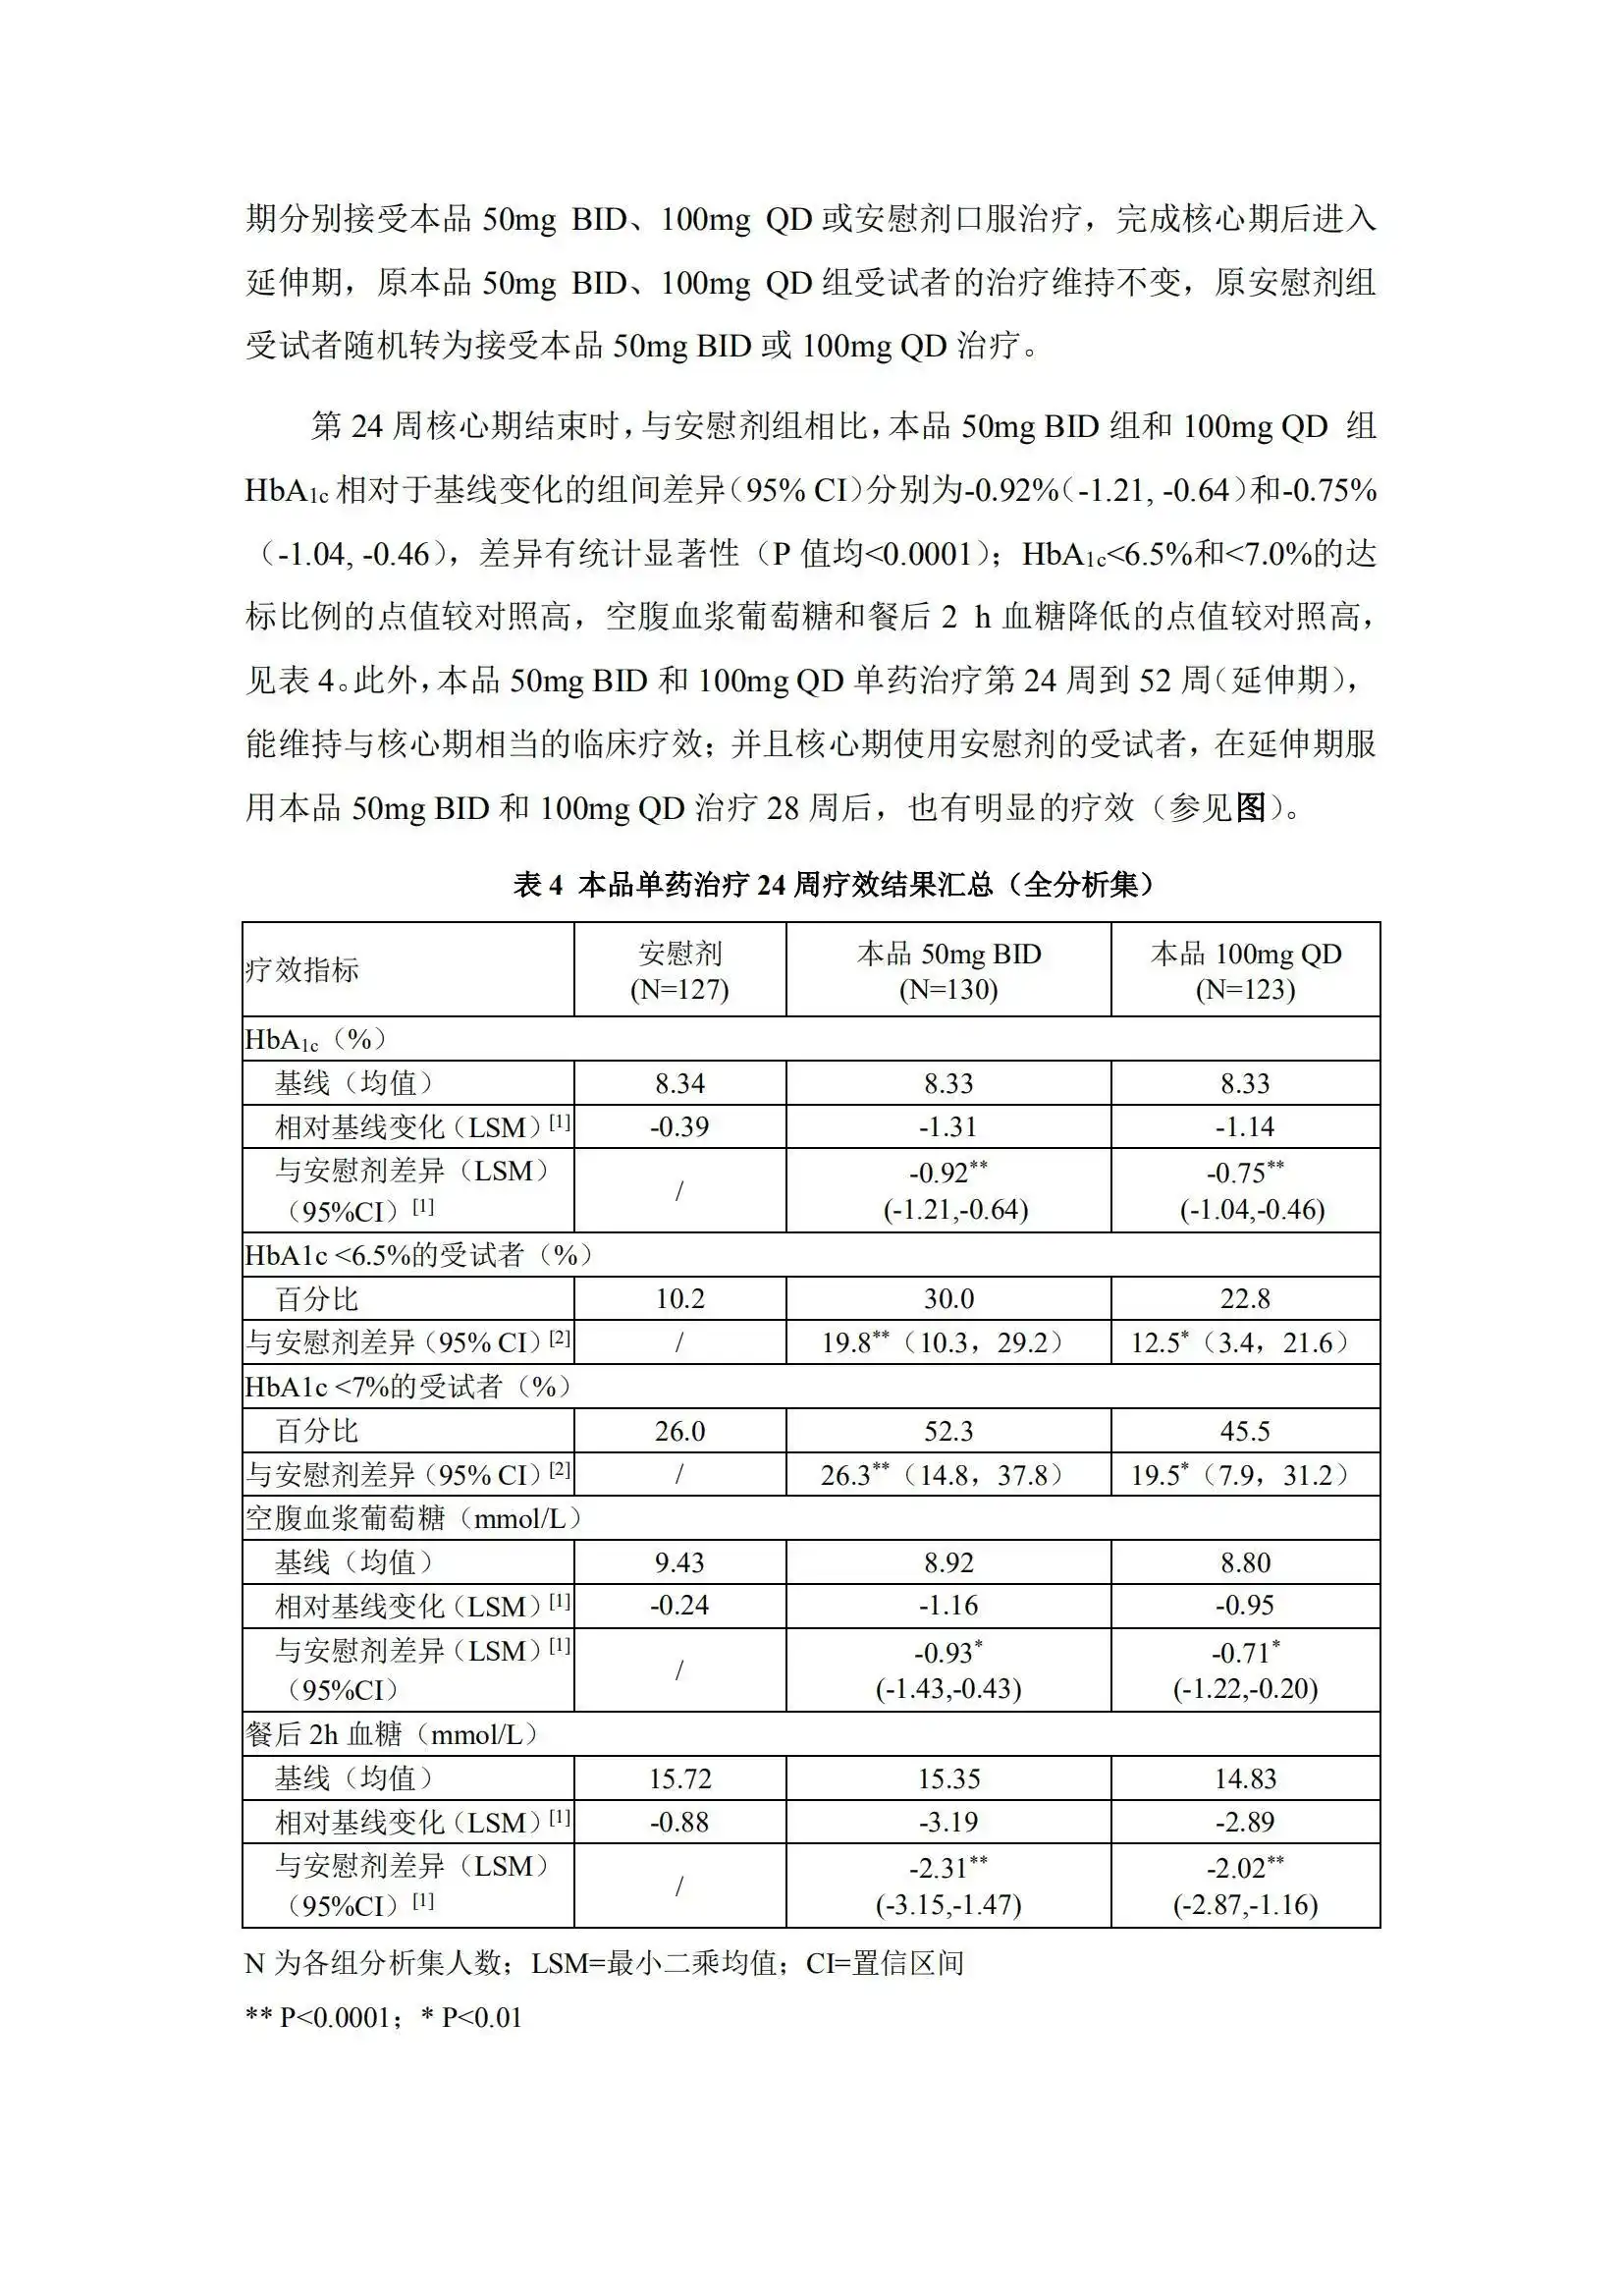 期分别接受本品 50mg BID、100mg QD 或安慰剂口服治疗，完成核心期后进入
延伸期，原本品 50mg BID、100mg QD 组受试者的治疗维持不变，原安慰剂组
受试者随机转为接受本品 50mg BID 或 100mg QD 治疗。
第 24 周核心期结束时，与安慰剂组相比，本品 50mg BID 组和 100mg QD 组
HbA1c 相对于基线变化的组间差异（95% CI）分别为-0.92%（-1.21, -0.64）和-0.75%
（-1.04, -0.46），差异有统计显著性（P 值均<0.0001）；HbA1c<6.5%和<7.0%的达
标比例的点值较对照高，空腹血浆葡萄糖和餐后 2 h 血糖降低的点值较对照高，
见表 4。此外，本品 50mg BID 和 100mg QD 单药治疗第 24 周到 52 周（延伸期），
能维持与核心期相当的临床疗效；并且核心期使用安慰剂的受试者，在延伸期服
用本品 50mg BID 和 100mg QD 治疗 28 周后，也有明显的疗效（参见图）。
表 4 本品单药治疗 24 周疗效结果汇总（全分析集）
疗效指标 安慰剂 (N=127) 本品 50mg BID (N=130) 本品 100mg QD (N=123)
HbA1c（%）
基线（均值） 8.34 8.33 8.33
相对基线变化（LSM）[1] -0.39 -1.31 -1.14
与安慰剂差异（LSM） / -0.92** -0.75**
（95%CI）[1] (-1.21,-0.64) (-1.04,-0.46)
HbA1c <6.5%的受试者（%）
百分比 10.2 30.0 22.8
与安慰剂差异（95% CI）[2] / 19.8**（10.3，29.2） 12.5*（3.4，21.6）
HbA1c <7%的受试者（%）
百分比 26.0 52.3 45.5
与安慰剂差异（95% CI）[2] / 26.3**（14.8，37.8） 19.5*（7.9，31.2）
空腹血浆葡萄糖（mmol/L）
基线（均值） 9.43 8.92 8.80
相对基线变化（LSM）[1] -0.24 -1.16 -0.95
与安慰剂差异（LSM）[1] / -0.93* -0.71*
（95%CI） (-1.43,-0.43) (-1.22,-0.20)
餐后 2h 血糖（mmol/L）
基线（均值） 15.72 15.35 14.83
相对基线变化（LSM）[1] -0.88 -3.19 -2.89
与安慰剂差异（LSM） / -2.31** -2.02**
（95%CI）[1] (-3.15,-1.47) (-2.87,-1.16)
N 为各组分析集人数；LSM=最小二乘均值；CI=置信区间
** P<0.0001；* P<0.01